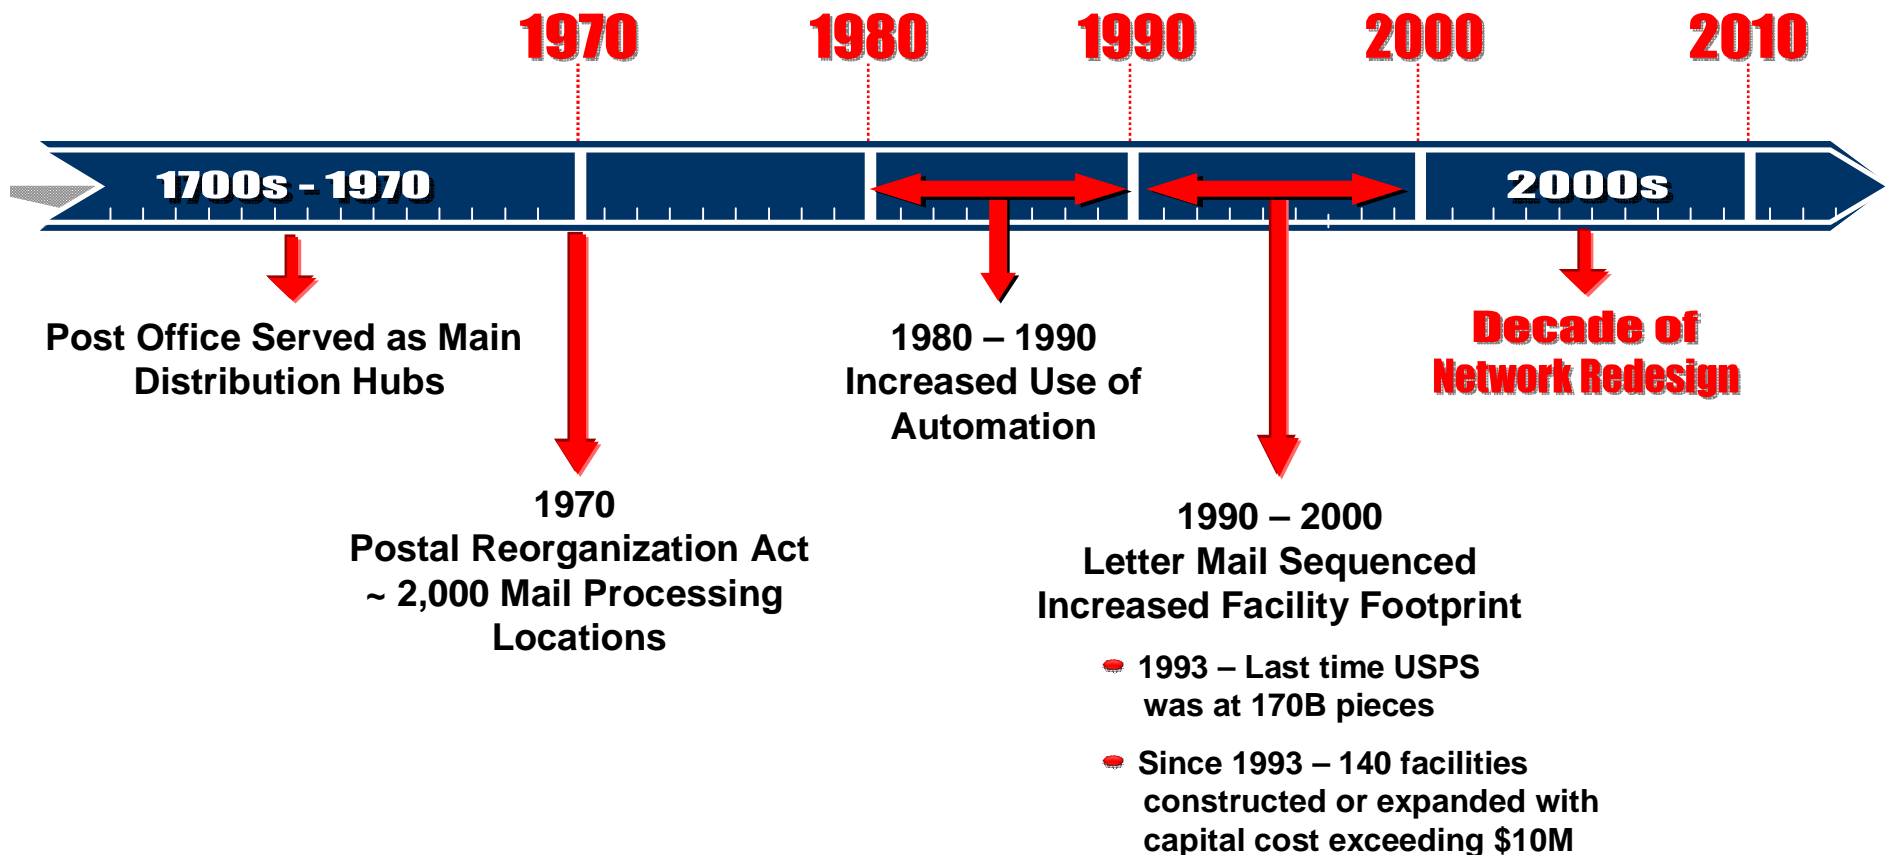 1970 1980 1990 2000 2010
1700s - 1970
2000s
Post Office Served as Main
Distribution Hubs
1970
Postal Reorganization Act
~ 2,000 Mail Processing
Locations
1980 – 1990
Increased Use of
Automation
1990 – 2000
Letter Mail Sequenced
Increased Facility Footprint
1993 – Last time USPS
was at 170B pieces
Since 1993 – 140 facilities
constructed or expanded with
capital cost exceeding $10M
Decade of
Network Redesign